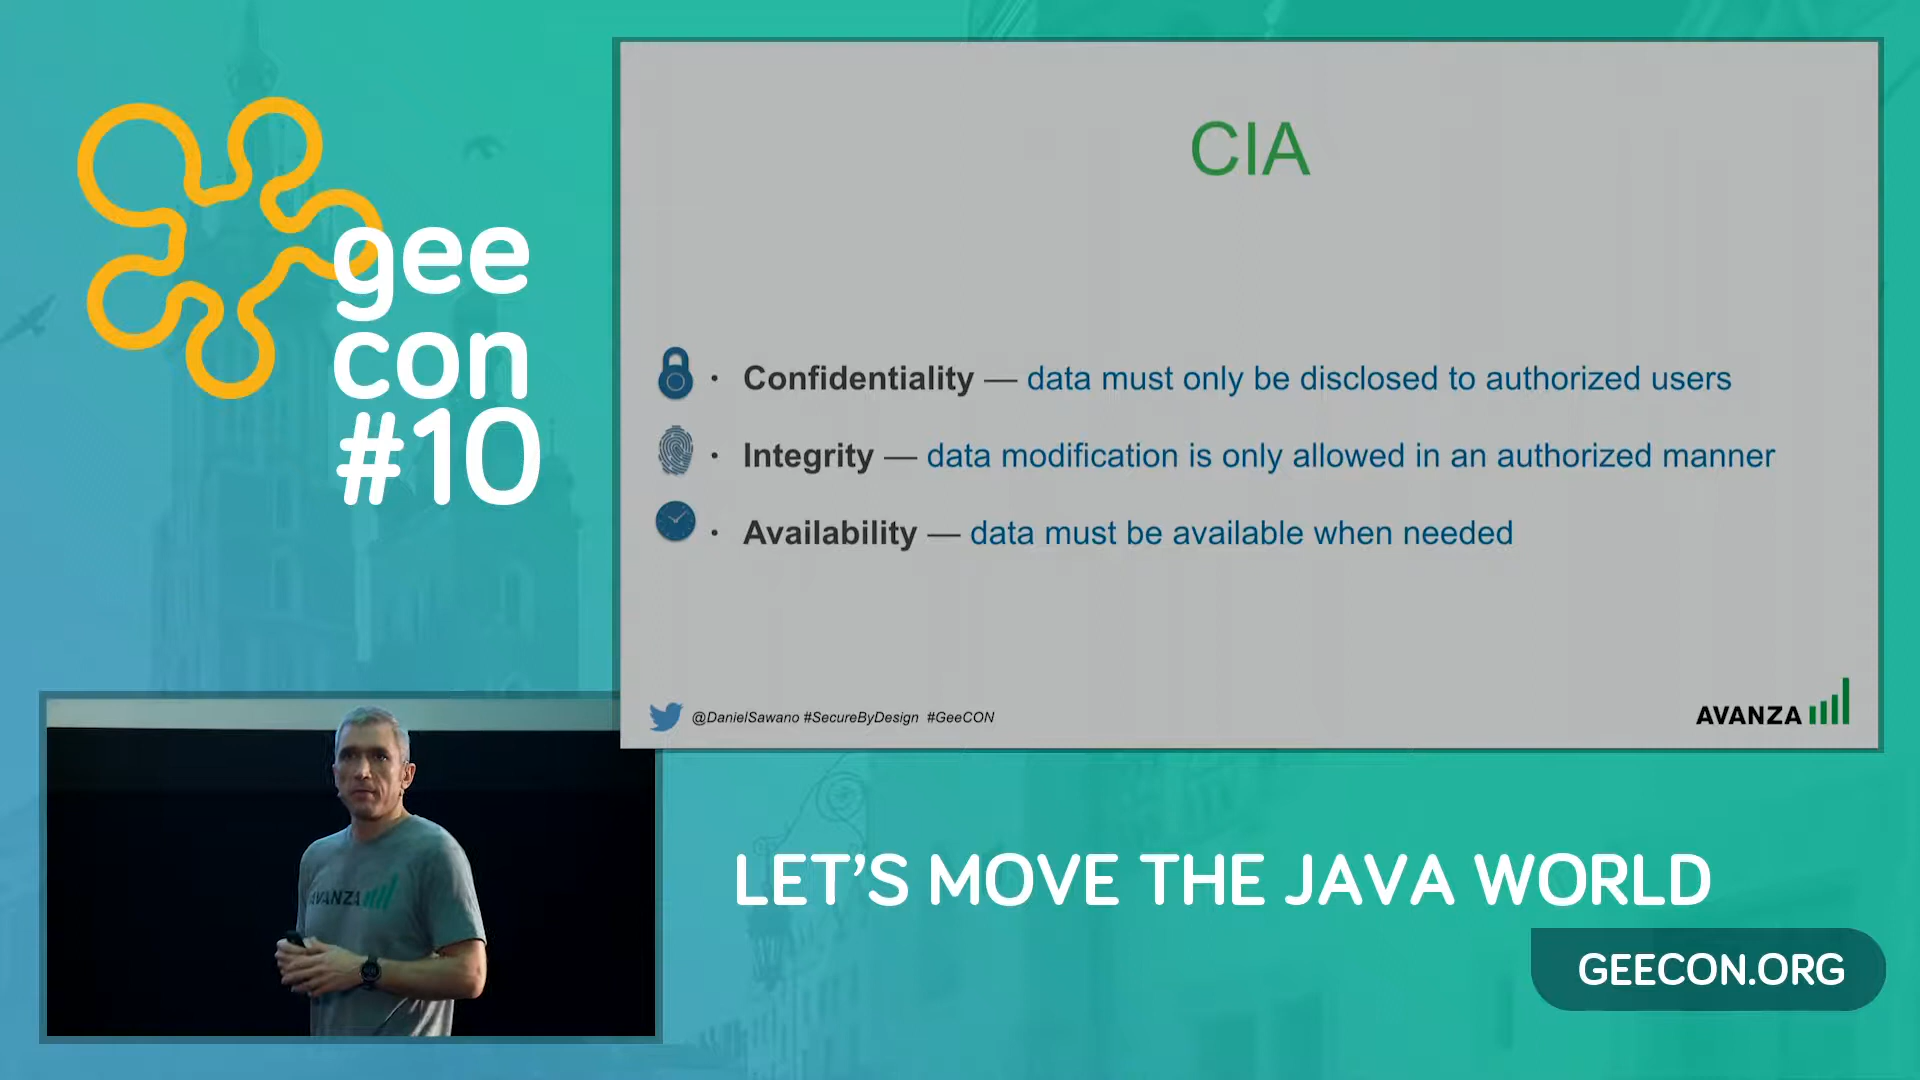 gee
con
#10
CIA
• Confidentiality — data must only be disclosed to authorized users
• Integrity — data modification is only allowed in an authorized manner
• Availability — data must be available when needed
@DanielSawano #SecureByDesign #GeeCON
AVANZA
AVANZA
LET'S MOVE THE JAVA WORLD
GEECON.ORG